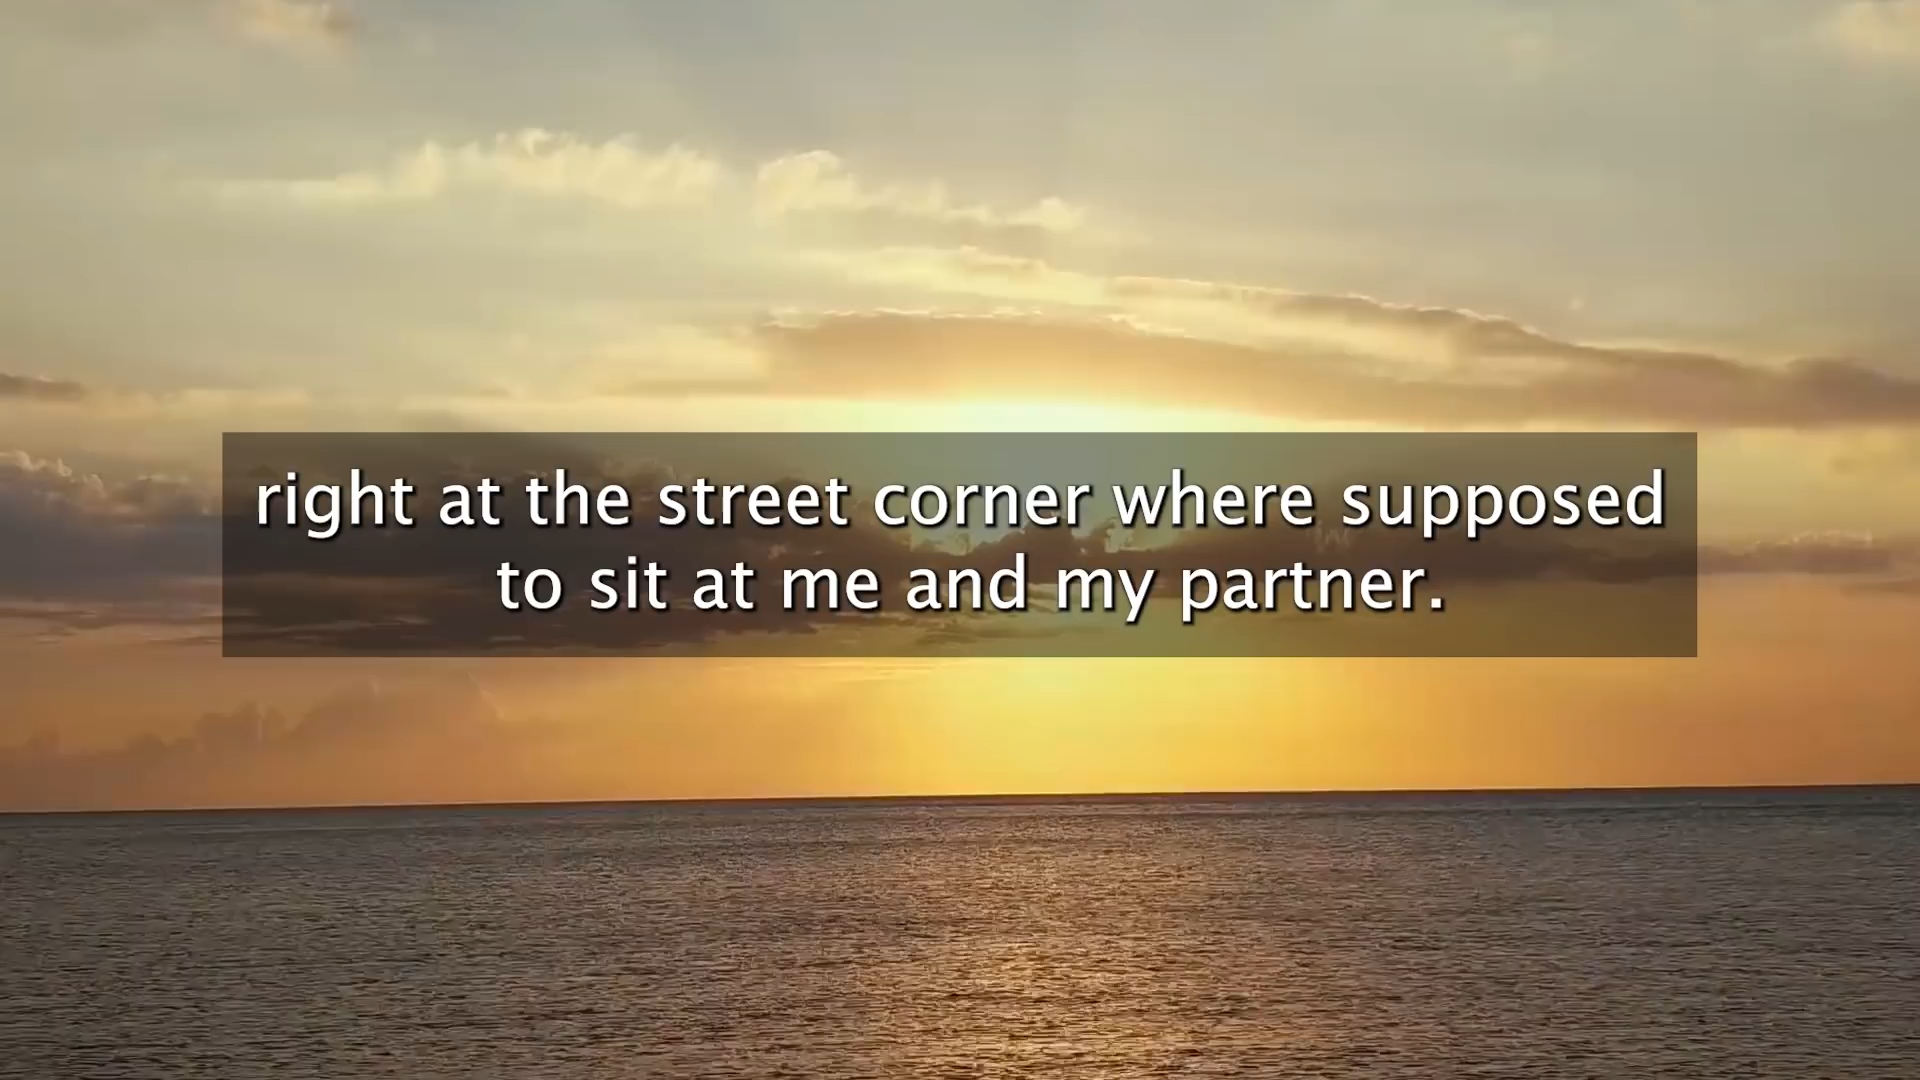 right at the street corner where supposed
to sit at me and my partner.